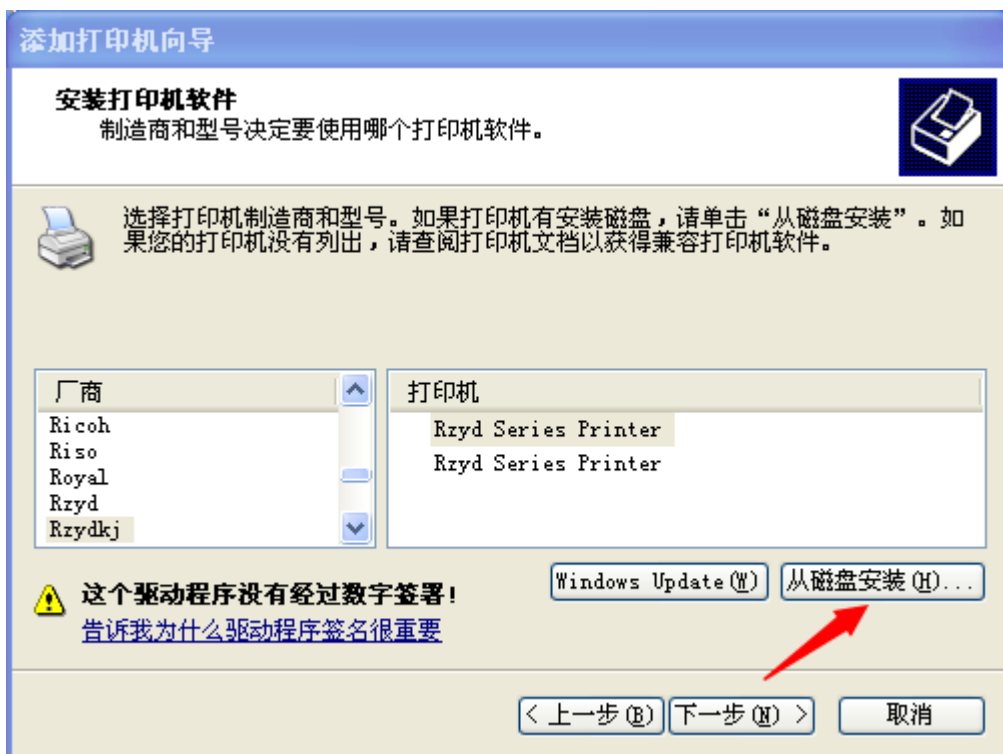 添加打印机向导
安装打印机软件
制造商和型号决定要使用哪个打印机软件。
选择打印机制造商和型号。如果打印机有安装磁盘,请单击“从磁盘安装”。如
果您的打印机没有列出,请查阅打印机文档以获得兼容打印机软件。
厂商
Ricoh
Riso
Royal
Rzyd
Rzydkj
打印机
Rzyd Series Printer
Rzyd Series Printer
这个驱动程序没有经过数字签署!
告诉我为什么驱动程序签名很重要
Windows Update(W)
从磁盘安装(H)...
< 上一步(B)
下一步(N) >
取消